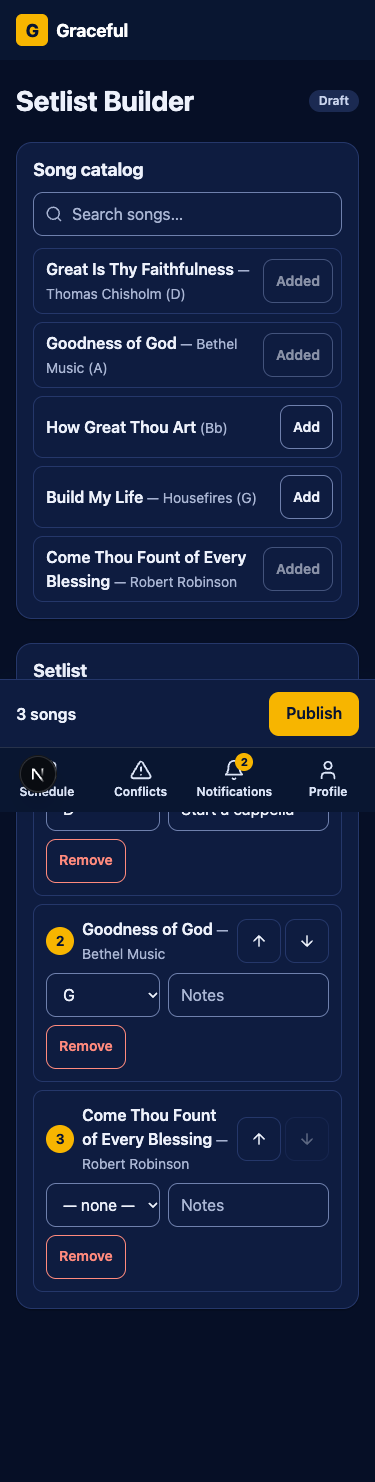 G Graceful
Setlist Builder
Draft
Song catalog
Search songs...
Great Is Thy Faithfulness —
Thomas Chisholm (D)
Added
Goodness of God — Bethel
Music (A)
Added
How Great Thou Art (Bb)
Add
Build My Life — Housefires (G)
Add
Come Thou Fount of Every
Blessing — Robert Robinson
Added
Setlist
3 songs
Publish
N
2
Schedule
Conflicts
Notifications
Profile
Start a cappella
Remove
2
Goodness of God —
Bethel Music
G
Notes
Remove
3
Come Thou Fount
of Every Blessing —
Robert Robinson
— none —
Notes
Remove